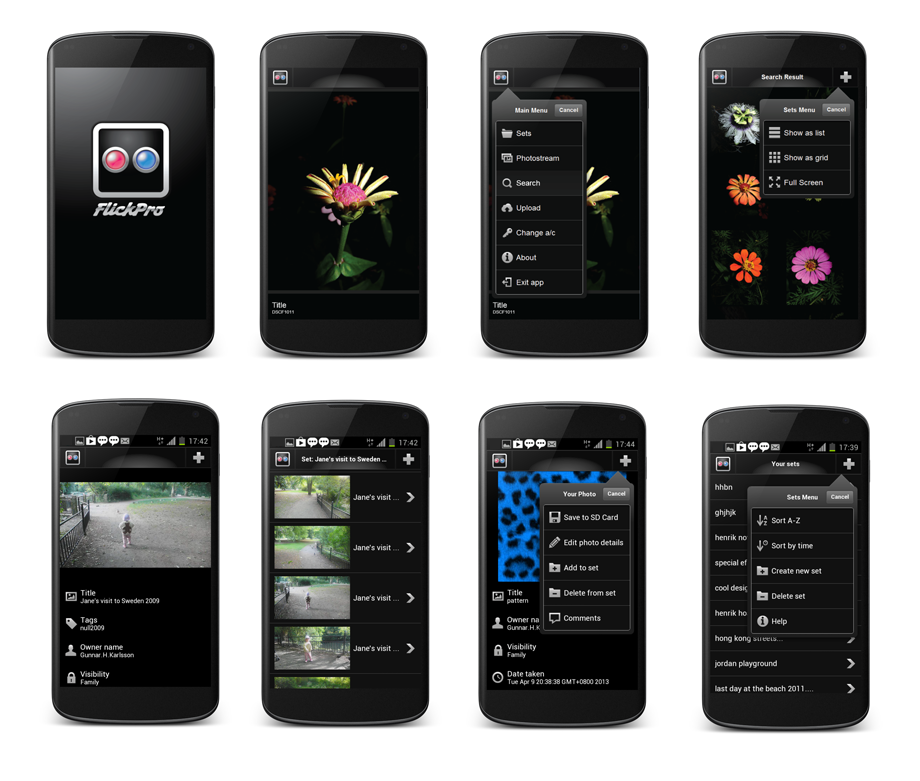 FlickPro
Title
DSCF1011
Main Menu
Cancel
Sets
Photostream
Search
Upload
Change a/c
About
Exit app
Title
DSCF1011
Search Result
Sets Menu
Cancel
Show as list
Show as grid
Full Screen
17:42
Title
Jane's visit to Sweden 2009
Tags
null2009
Owner name
Gunnar.H.Karlsson
Visibility
Family
17:42
Set: Jane's visit to Sweden ...
Jane's visit ...
Jane's visit ...
Jane's visit ...
Jane's visit ...
17:44
Your Photo
Cancel
Save to SD Card
Edit photo details
Add to set
Delete from set
Comments
Title
pattern
Owner na
Gunnar.H.Kar
Visibility
Family
Date taken
Tue Apr 9 20:38:38 GMT+0800 2013
17:39
Your sets
Sets Menu
Cancel
Sort A-Z
Sort by time
Create new set
Delete set
Help
hhbn
ghjhjk
henrik no
special ef
cool desig
henrik ho
hong kong streets...
jordan playground
last day at the beach 2011....